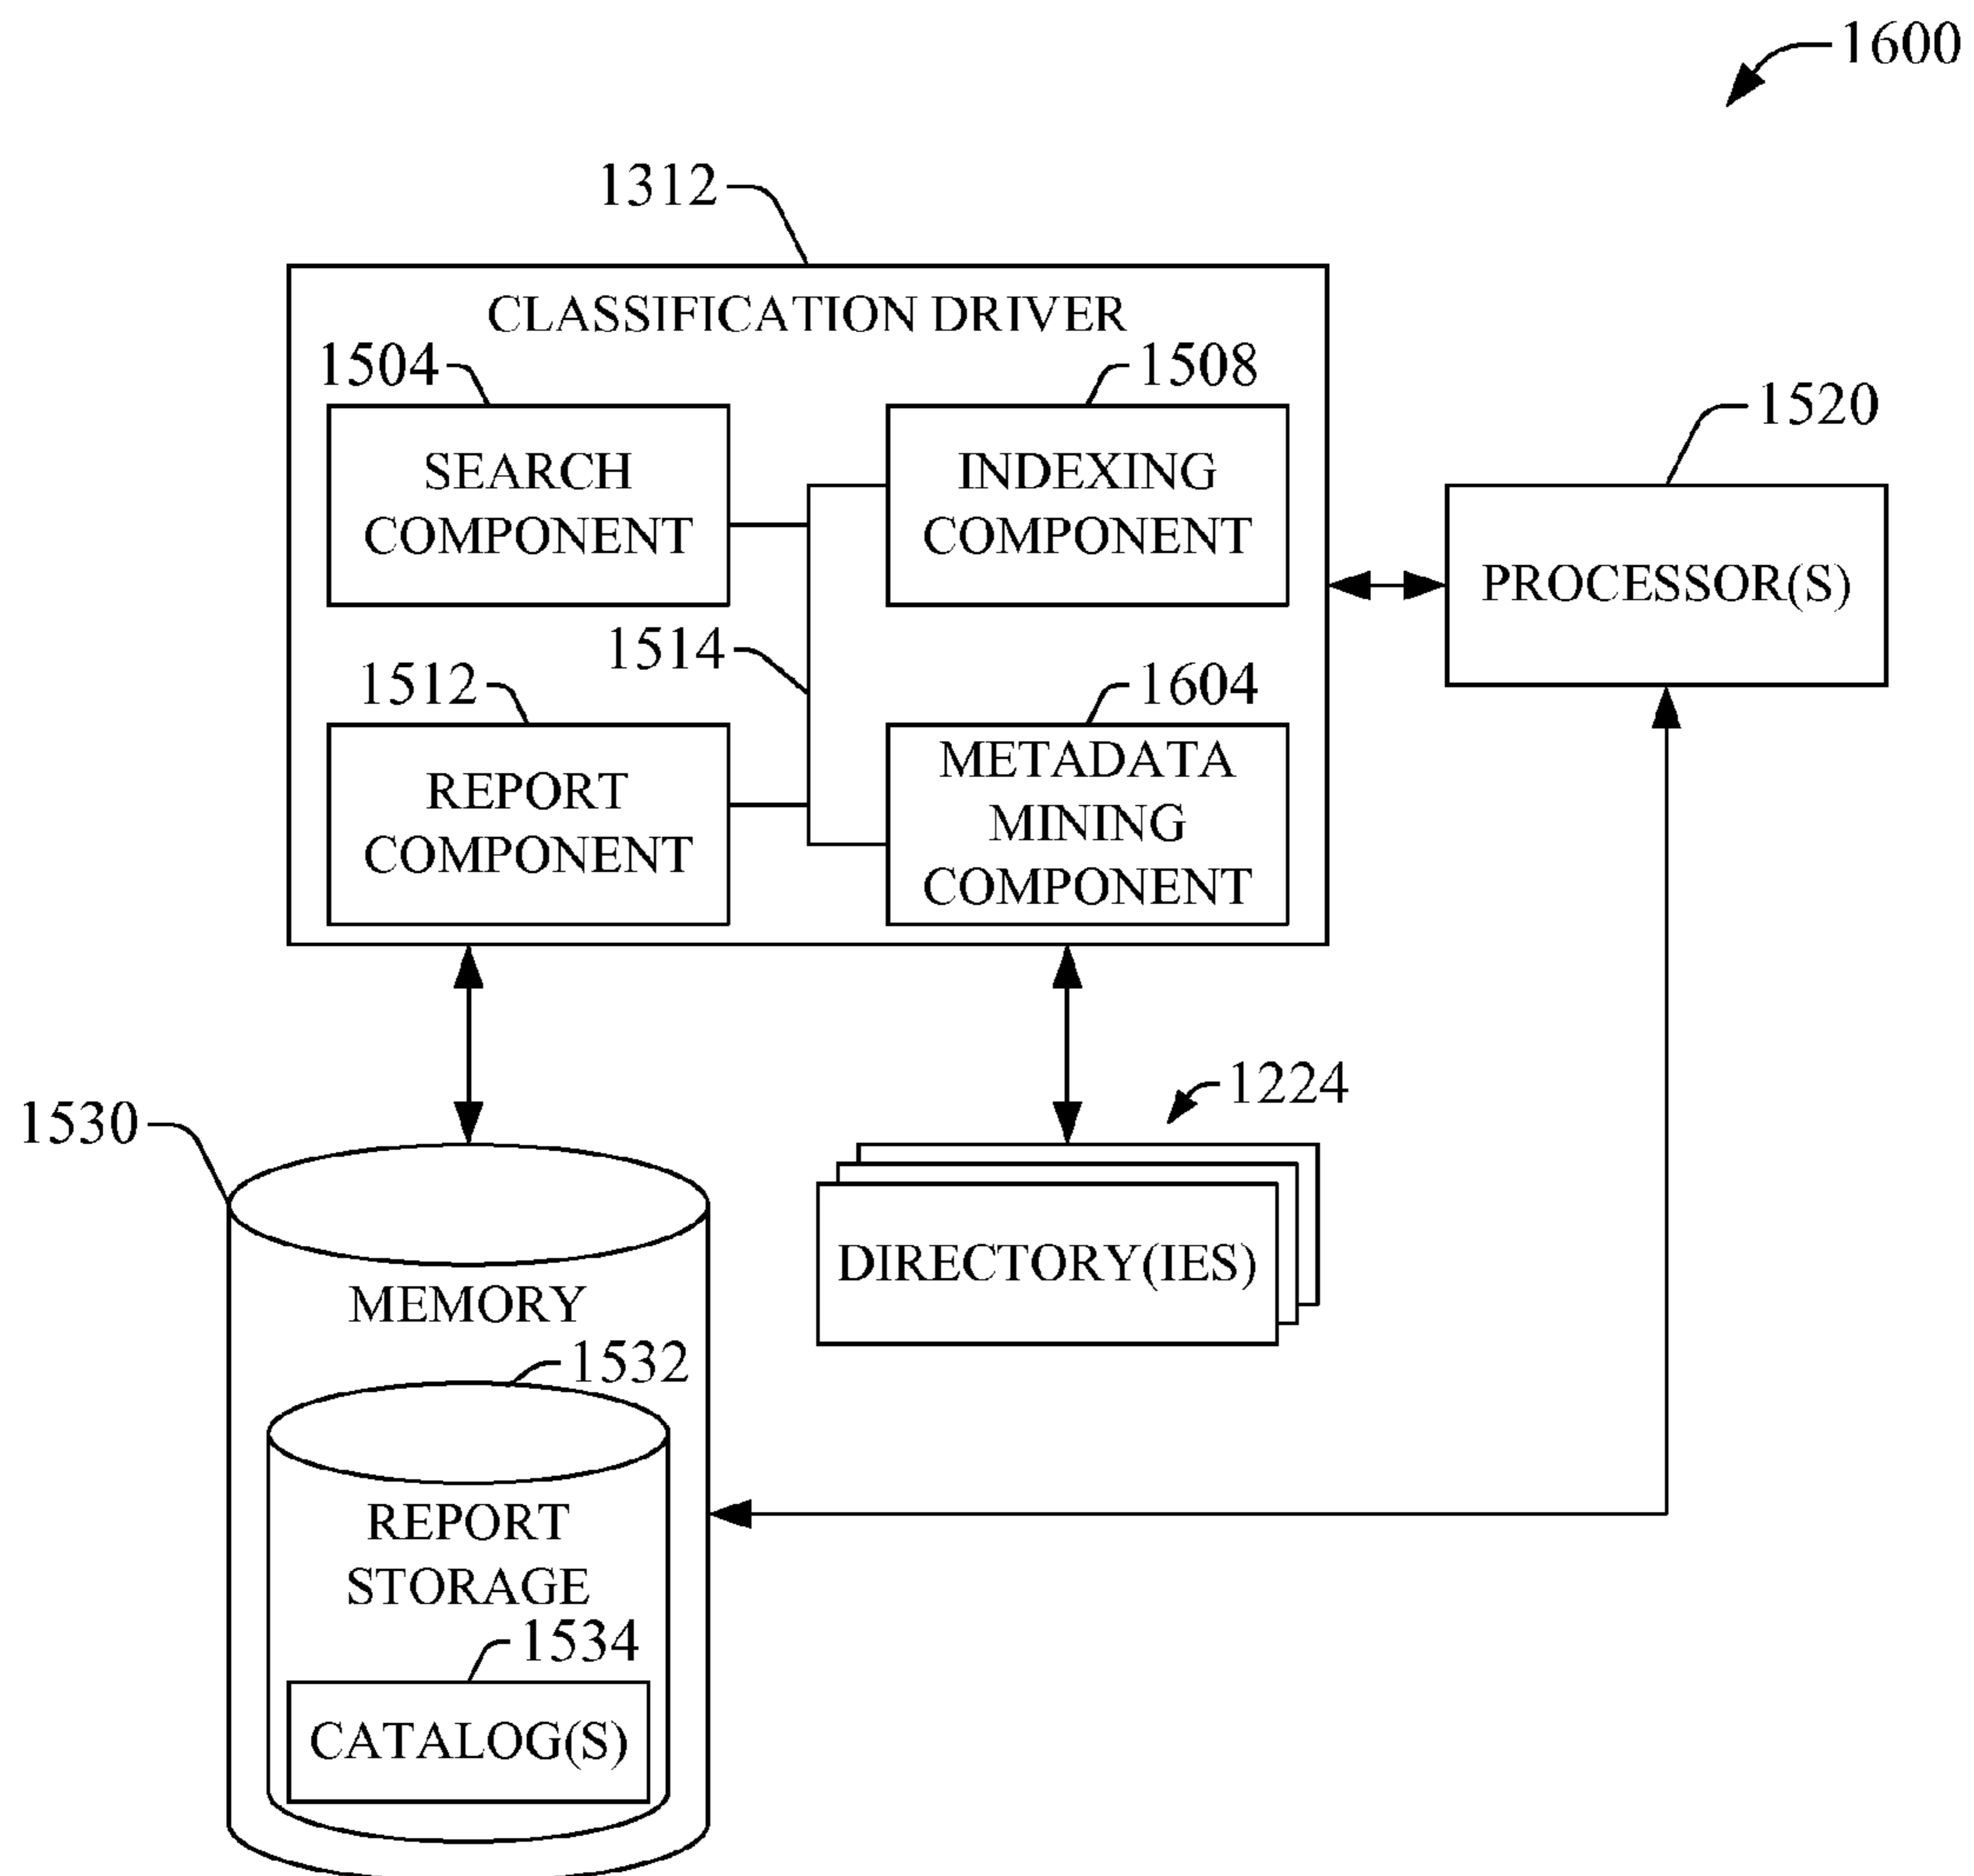 1600
1312
CLASSIFICATION DRIVER
1504
1508
SEARCH
COMPONENT
INDEXING
COMPONENT
1520
PROCESSOR(S)
1514
1512
1604
REPORT
COMPONENT
METADATA
MINING
COMPONENT
1530
1224
MEMORY
DIRECTORY(IES)
1532
REPORT
STORAGE
1534
CATALOG(S)